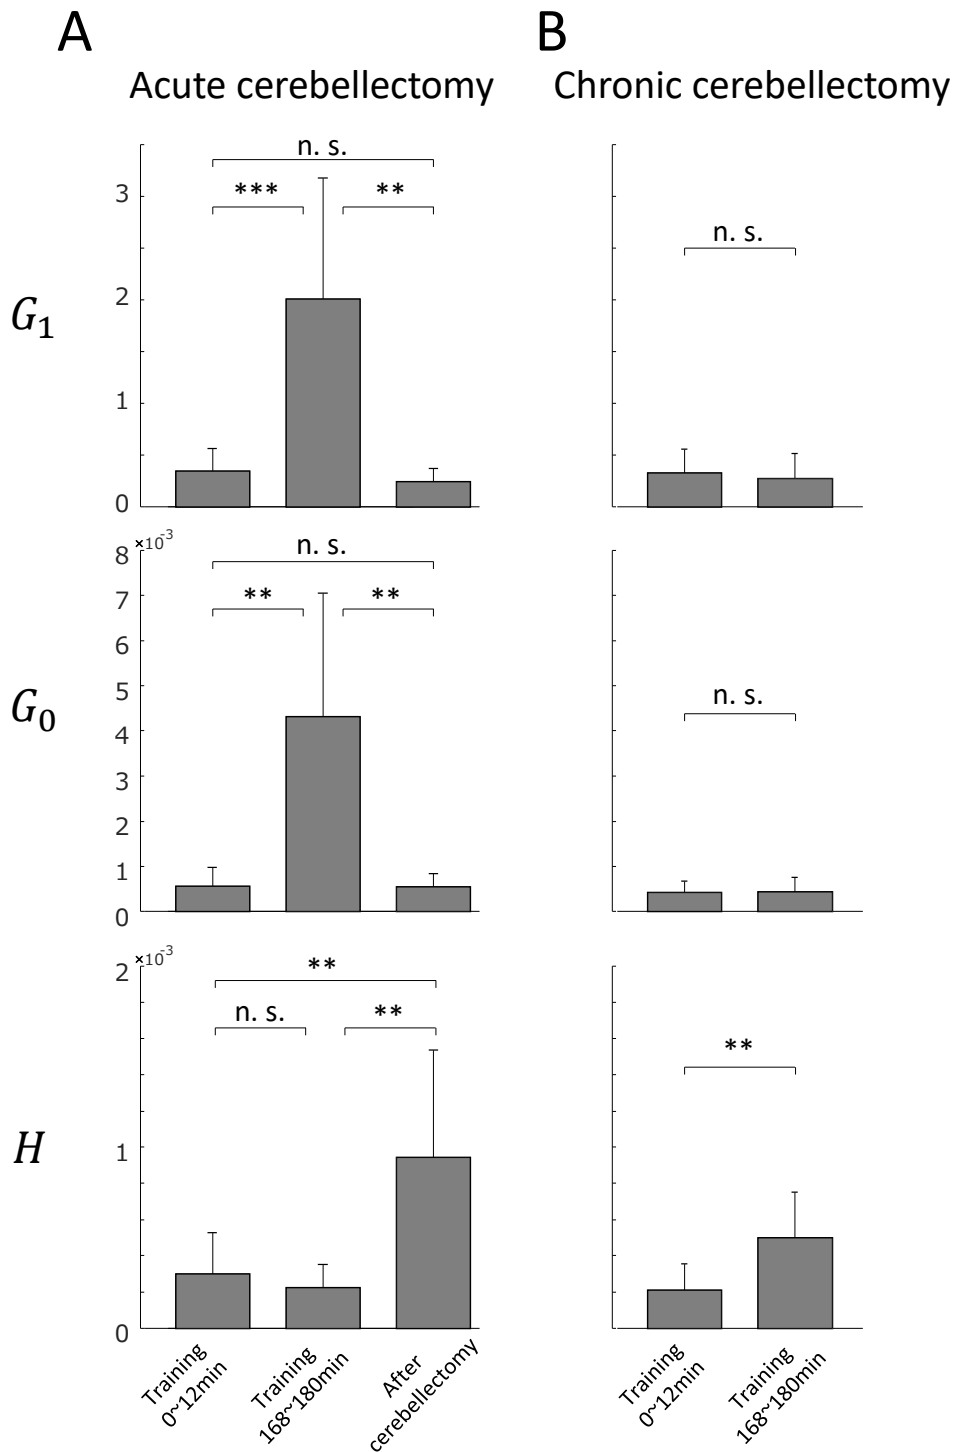 A
B
Acute cerebellectomy
Chronic cerebellectomy
G1
3
2
1
0
n. s.
***
**
n. s.
G0
×10-3
8
7
6
5
4
3
2
1
0
n. s.
**
**
n. s.
H
×10-3
2
1
0
**
n. s.
**
**
Training
0~12min
Training
168~180min
After
cerebellectomy
Training
0~12min
Training
168~180min